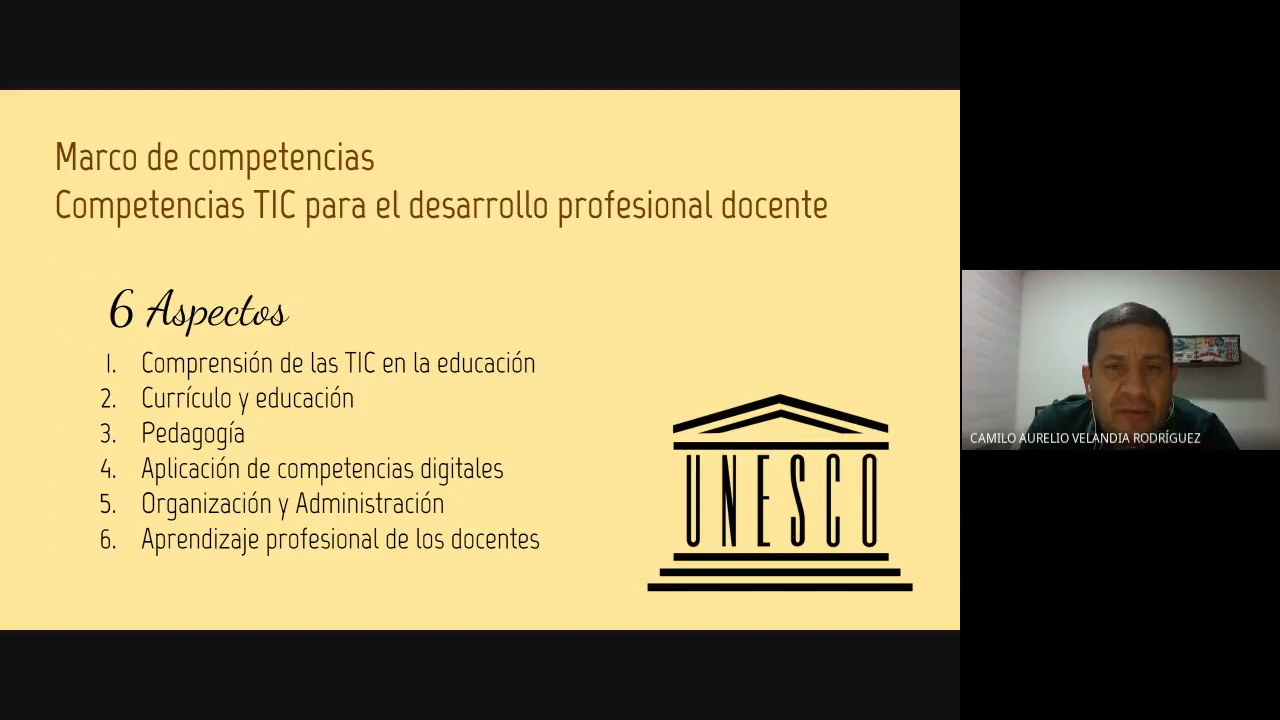 Marco de competencias
Competencias TIC para el desarrollo profesional docente
6 Aspectos
1. Comprensión de las TIC en la educación
2. Currículo y educación
3. Pedagogía
4. Aplicación de competencias digitales
5. Organización y Administración
6. Aprendizaje profesional de los docentes
UNESCO
CAMILO AURELIO VELANDIA RODRÍGUEZ